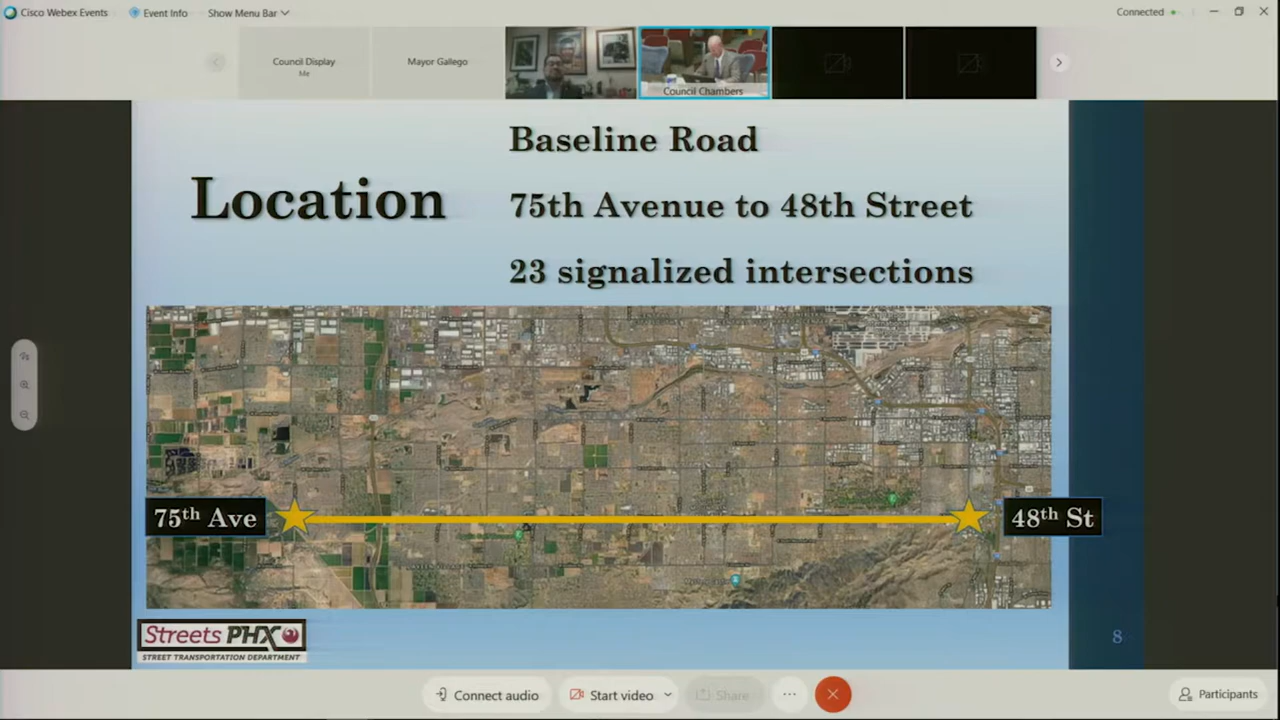 Cisco Webex Events
Event Info
Show Menu Bar
Connected
Council Display
Me
Mayor Gallego
Council Chambers
Location
Baseline Road
75th Avenue to 48th Street
23 signalized intersections
75th Ave
48th St
Streets PHX
STREET TRANSPORTATION DEPARTMENT
8
Connect audio
Start video
Share
Participants